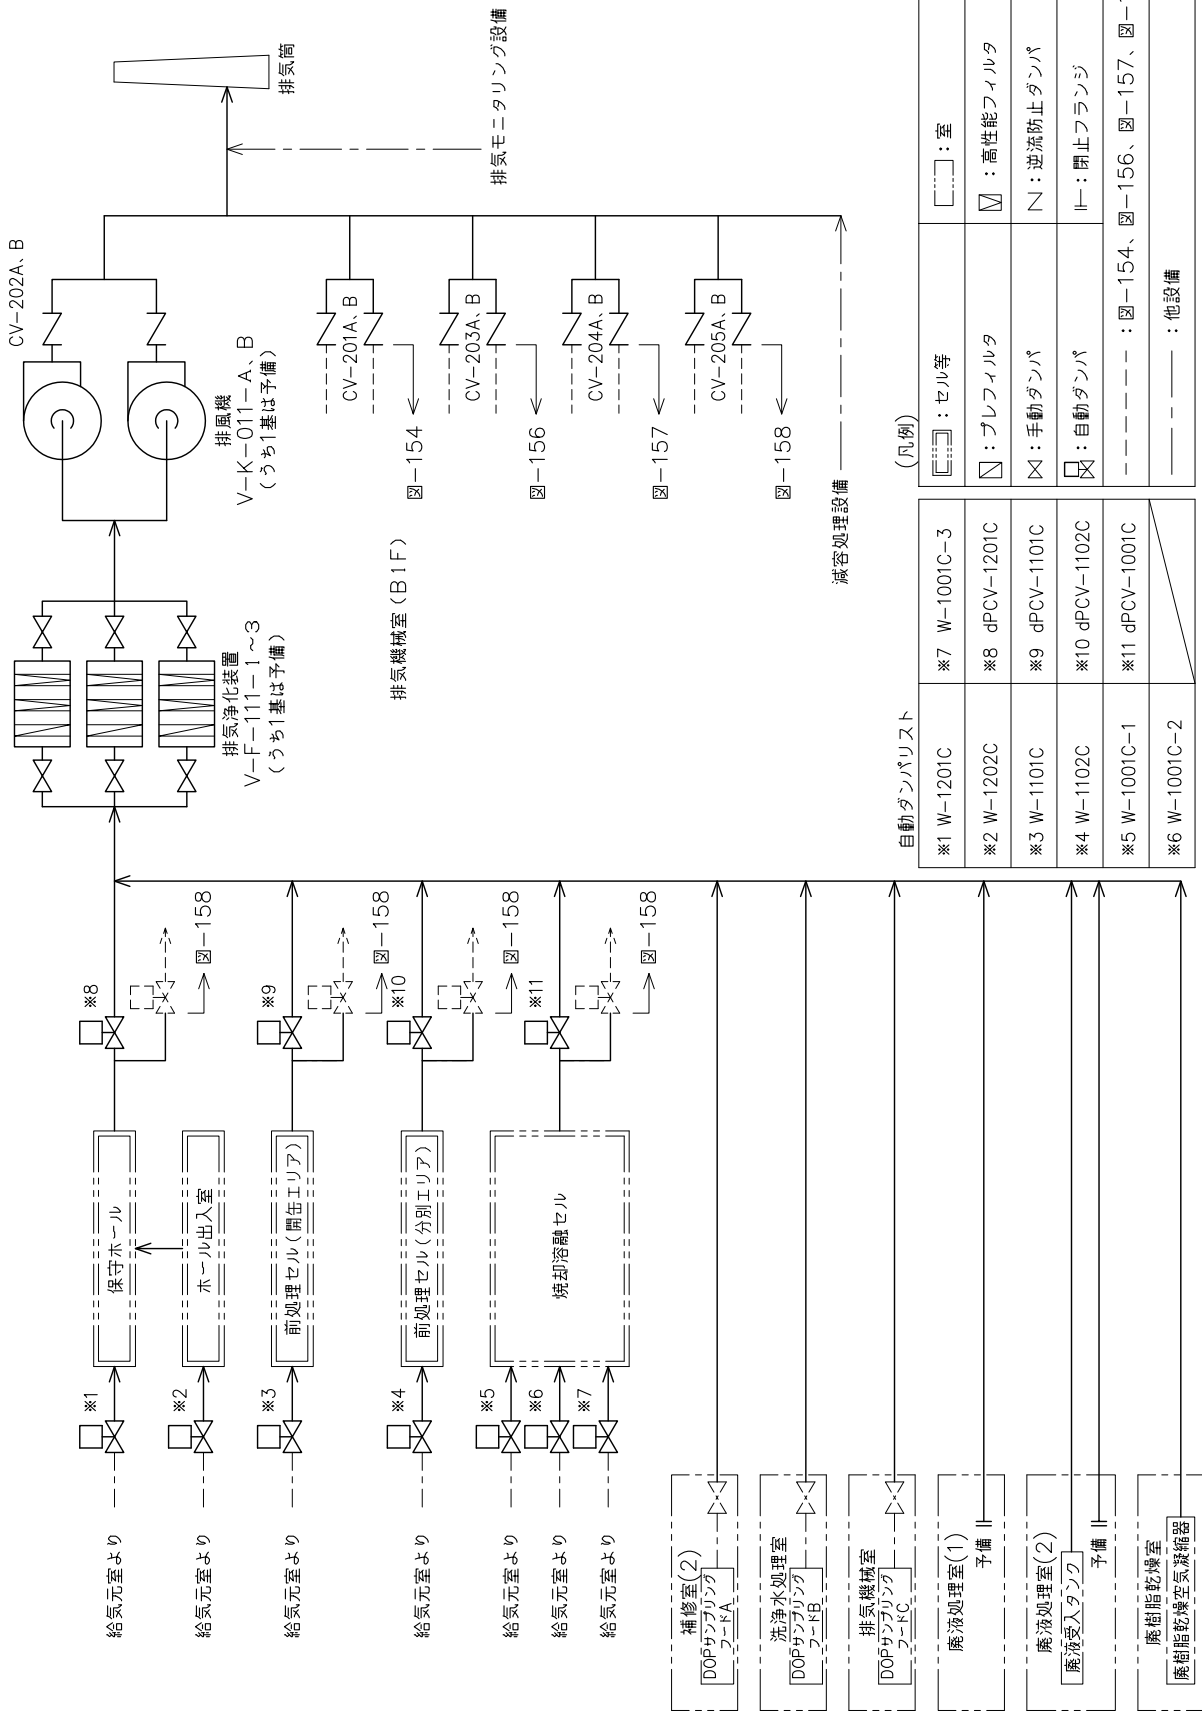 CV-202A、B
排気筒
排気モニタリング設備
排風機
V-K-011-A、B
(うち1基は予備)
排気浄化装置
V-F-111-1~3
(うち1基は予備)
排気機械室(B1F)
CV-201A、B
図-154
CV-203A、B
図-156
CV-204A、B
図-157
CV-205A、B
図-158
減容処理設備
※8
図-158
※9
図-158
※10
図-158
※11
図-158
保守ホール
ホール出入室
前処理セル(開缶エリア)
前処理セル(分別エリア)
焼却溶融セル
※1
※2
※3
※4
※5
※6
※7
給気元室より
給気元室より
給気元室より
給気元室より
給気元室より
給気元室より
給気元室より
補修室(2)
DOPサンプリング
フードA
洗浄水処理室
DOPサンプリング
フードB
排気機械室
DOPサンプリング
フードC
廃液処理室(1)
予備
廃液処理室(2)
廃液受入タンク
予備
廃樹脂乾燥室
廃樹脂乾燥空気凝縮器
自動ダンパリスト
※1 W-1201C
※7 W-1001C-3
※2 W-1202C
※8 dPCV-1201C
※3 W-1101C
※9 dPCV-1101C
※4 W-1102C
※10 dPCV-1102C
※5 W-1001C-1
※11 dPCV-1001C
※6 W-1001C-2
(凡例)
:セル等
:室
:プレフィルタ
:高性能フィルタ
:手動ダンパ
:逆流防止ダンパ
:自動ダンパ
:閉止フランジ
:図-154、図-156、図-157、図-
:他設備